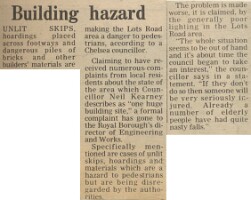 Building hazard
UNLIT SKIPS,
hoardings placed
across footways and
dangerous piles of
bricks and other
builders' materials are
making the Lots Road
area a danger to pedes-
trians, according to a
Chelsea councillor.
Claiming to have re-
ceived numerous com-
plaints from local resi-
dents about the state of
the area which Coun-
cillor Neil Kearney
describes as "one huge
building site," a formal
complaint has gone to
the Royal Borough's dir-
ector of Engineering
and Works.
Specifically men-
tioned are cases of unlit
skips, hoardings and
materials which are a
hazard to pedestrians
but are being disre-
garded by the autho-
rities.
The problem is made
worse, it is claimed, by
the generally poor
lighting in the Lots
Road area.
"The whole situation
seems to be out of hand
and it's about time the
council began to take
an interest," the coun-
cillor says in a state-
ment. "If they don't
do so then someone will
be very seriously in-
jured. Already a
number of elderly
people have had quite
nasty falls."